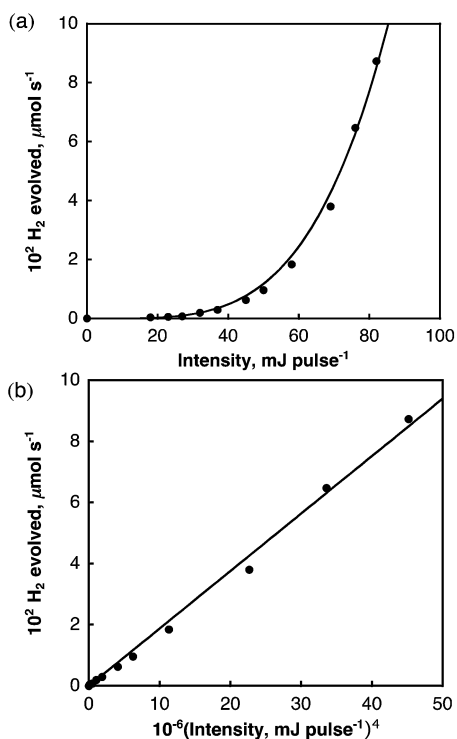 (a)
10
8
6
4
2
0
10² H₂ evolved, μmol s⁻¹
0 20 40 60 80 100
Intensity, mJ pulse⁻¹
(b)
10
8
6
4
2
0
10² H₂ evolved, μmol s⁻¹
0 10 20 30 40 50
10⁻⁶(Intensity, mJ pulse⁻¹)⁴